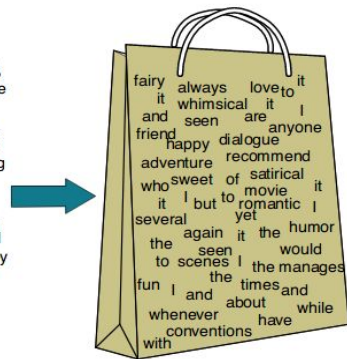 fairy always love to it
it whimsical it I
and seen are anyone
friend happy dialogue
adventure recommend
who sweet of satirical it
it I but to movie romantic I
several yet
again it the humor
the seen would
to scenes I the manages
fun I the times and
and about while
whenever have
conventions
with